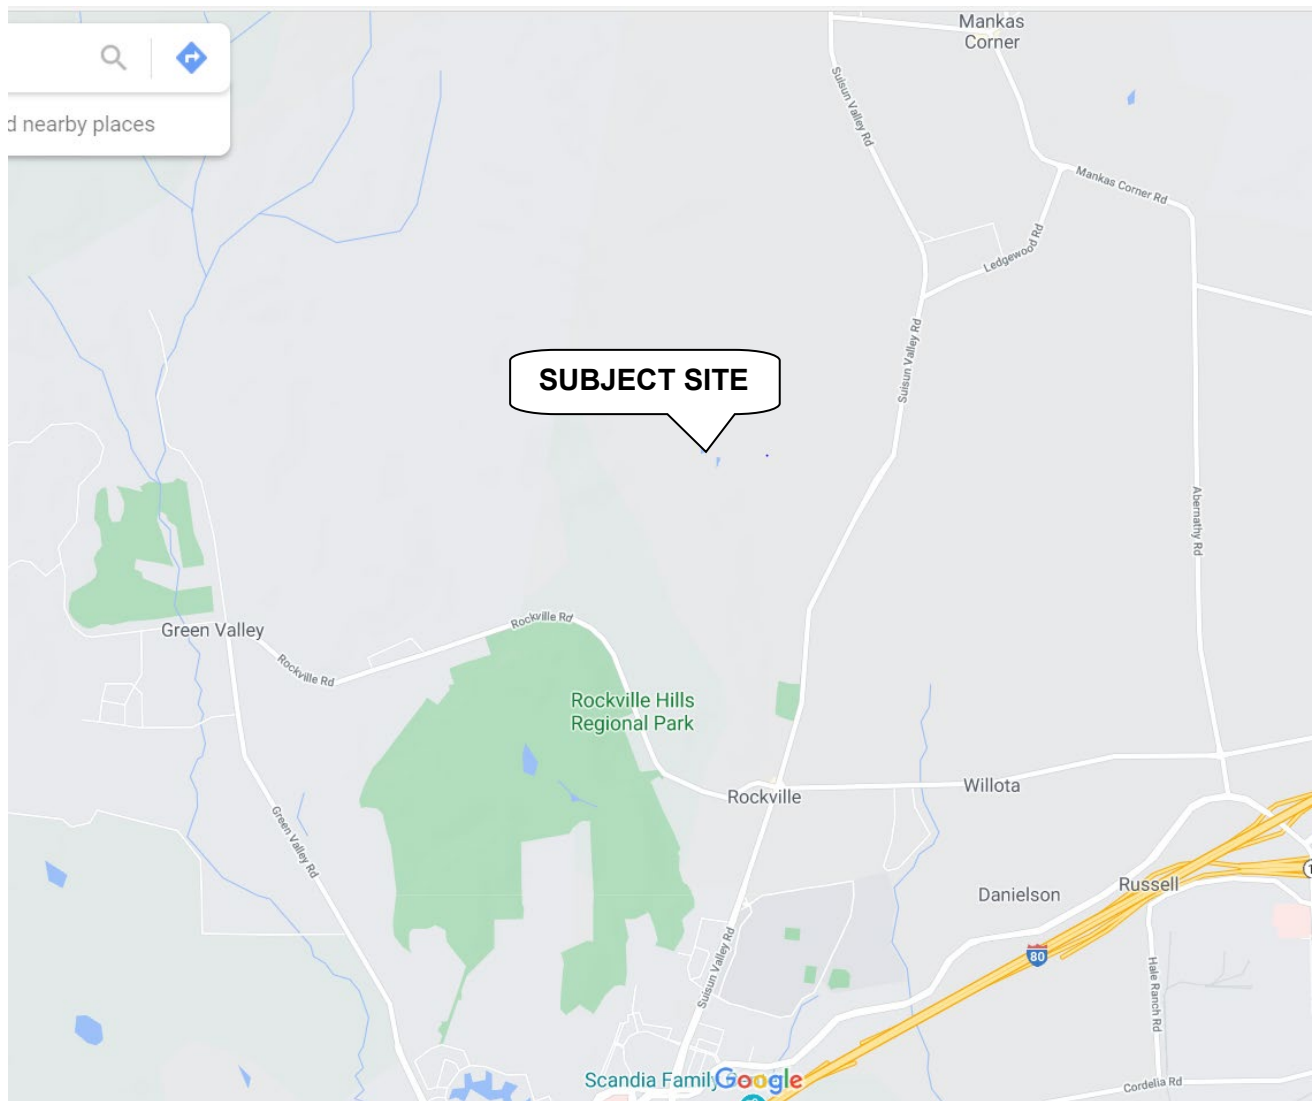 Mankas
Corner
d nearby places
Suisun Valley Rd
Mankas Corner Rd
Ledgewood Rd
Suisun Valley Rd
SUBJECT SITE
Abernathy Rd
Green Valley
Rockville Rd
Rockville Rd
Rockville Hills
Regional Park
Rockville
Willota
Green Valley Rd
Danielson
Russell
80
Suisun Valley Rd
Hale Ranch Rd
Scandia Family
Google
Cordelia Rd